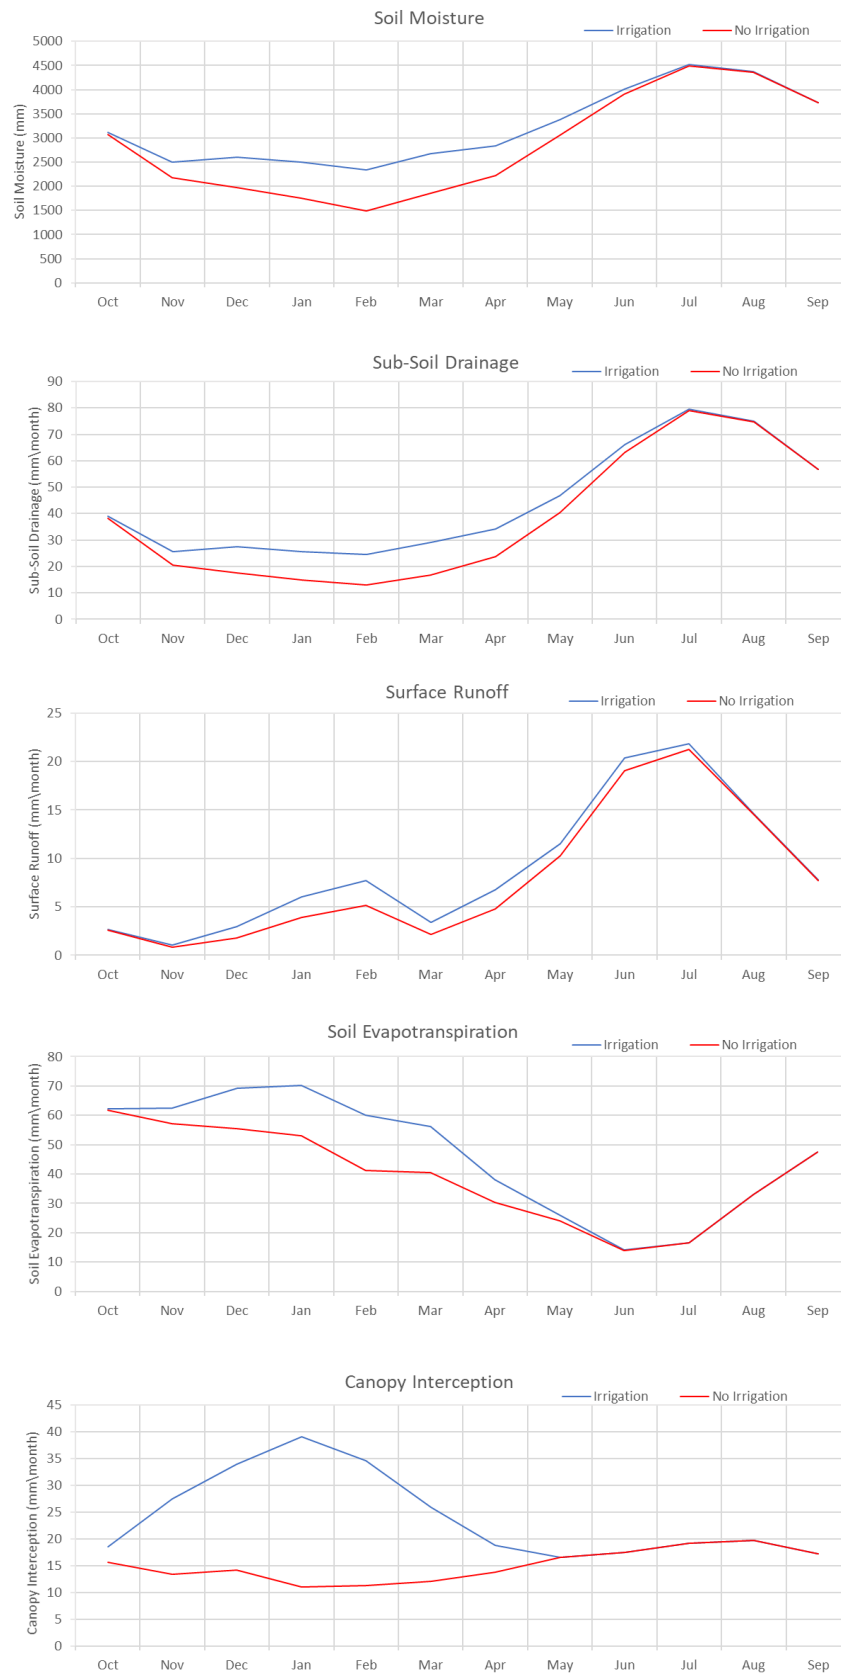 Soil Moisture
Irrigation No Irrigation
Soil Moisture (mm)
5000
4500
4000
3500
3000
2500
2000
1500
1000
500
0
Oct Nov Dec Jan Feb Mar Apr May Jun Jul Aug Sep
Sub-Soil Drainage
Irrigation No Irrigation
Sub-Soil Drainage (mm\month)
90
80
70
60
50
40
30
20
10
0
Oct Nov Dec Jan Feb Mar Apr May Jun Jul Aug Sep
Surface Runoff
Irrigation No Irrigation
Surface Runoff (mm\month)
25
20
15
10
5
0
Oct Nov Dec Jan Feb Mar Apr May Jun Jul Aug Sep
Soil Evapotranspiration
Irrigation No Irrigation
Soil Evapotranspiration (mm\month)
80
70
60
50
40
30
20
10
0
Oct Nov Dec Jan Feb Mar Apr May Jun Jul Aug Sep
Canopy Interception
Irrigation No Irrigation
Canopy Interception (mm\month)
45
40
35
30
25
20
15
10
5
0
Oct Nov Dec Jan Feb Mar Apr May Jun Jul Aug Sep